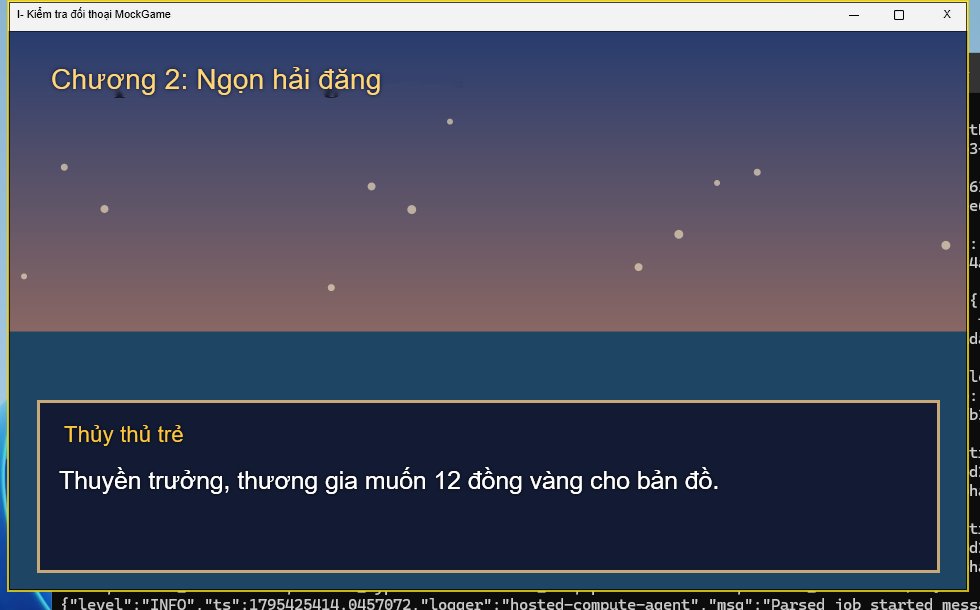 I- Kiểm tra đối thoại MockGame
Chương 2: Ngọn hải đăng
Thủy thủ trẻ
Thuyền trưởng, thương gia muốn 12 đồng vàng cho bản đồ.
{"level":"INFO","ts":1795425414.0457072,"logger":"hosted-compute-agent","msg":"Parsed job started mes